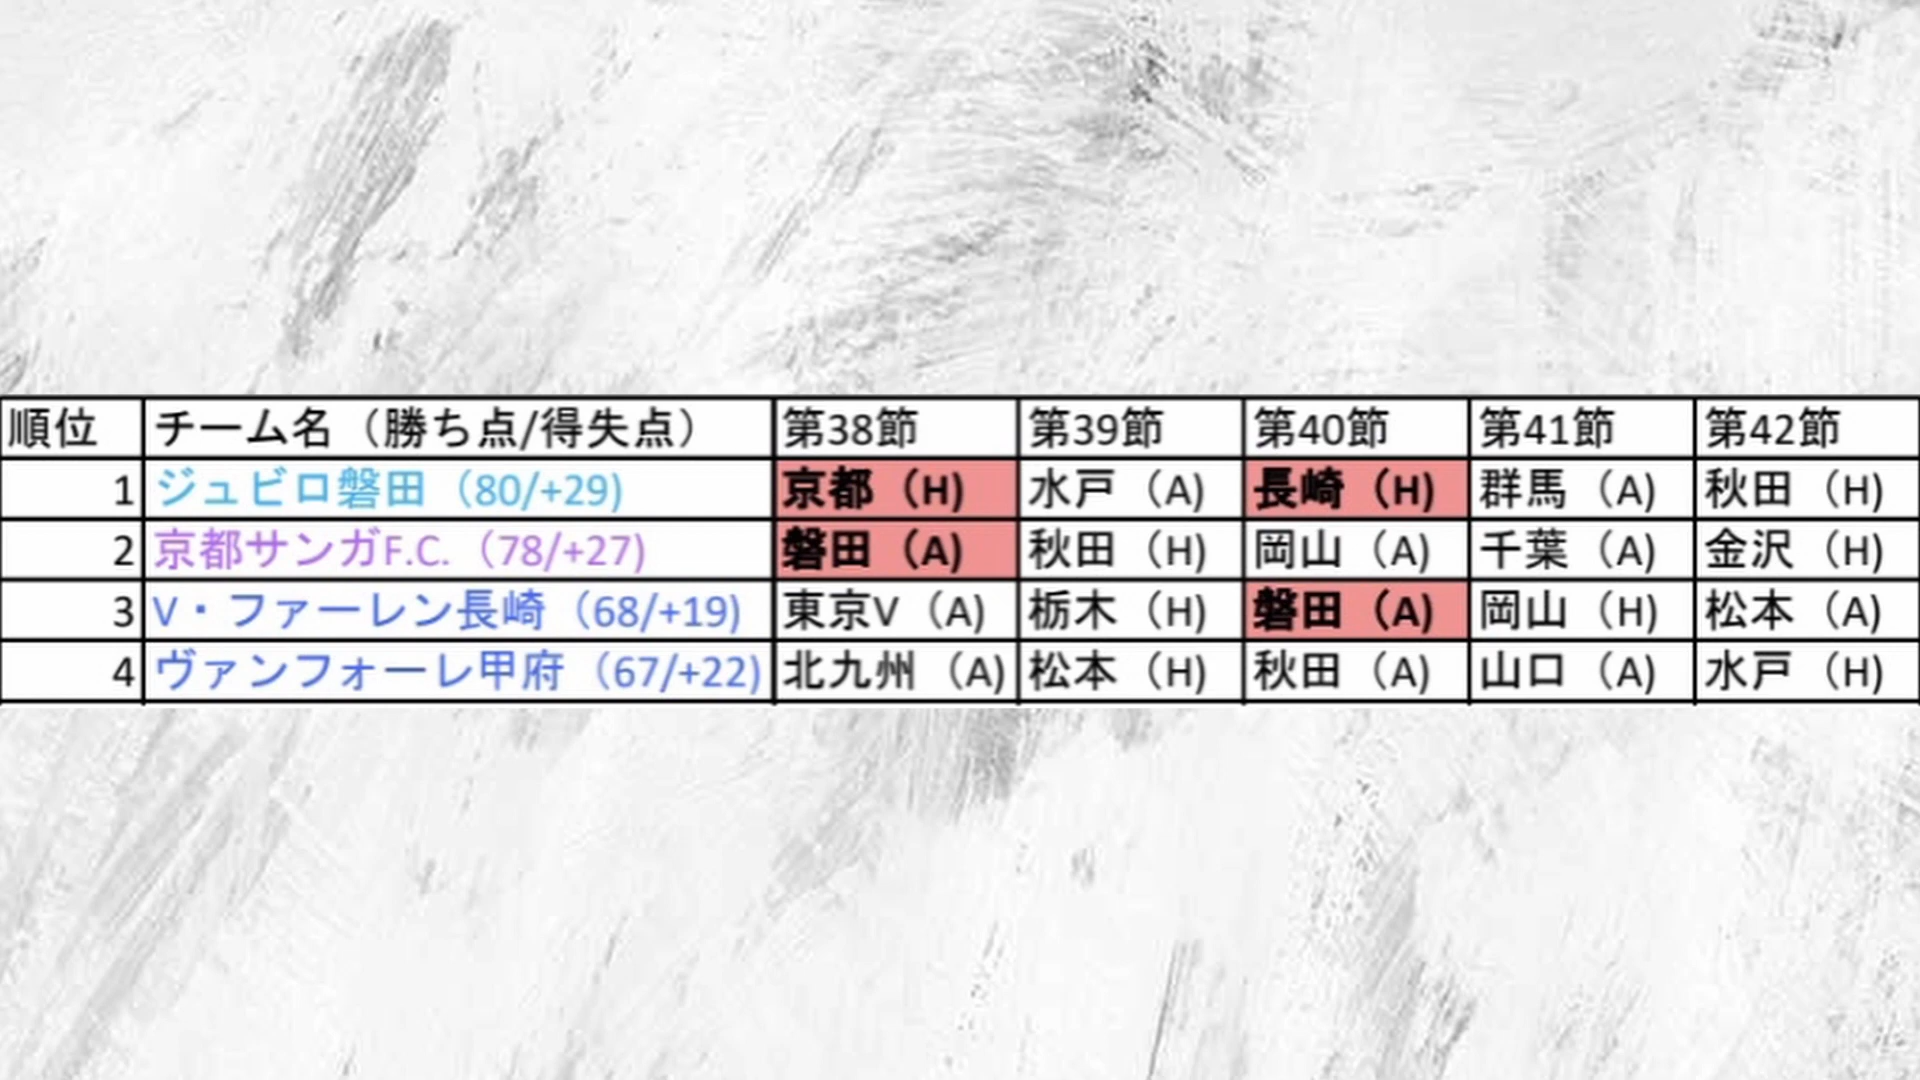 順位 チーム名（勝ち点/得失点） 第38節 第39節 第40節 第41節 第42節
1 ジュビロ磐田（80/+29) 京都（H) 水戸（A) 長崎（H) 群馬（A) 秋田（H)
2 京都サンガF.C.（78/+27) 磐田（A) 秋田（H) 岡山（A) 千葉（A) 金沢（H)
3 V・ファーレン長崎（68/+19) 東京V（A) 栃木（H) 磐田（A) 岡山（H) 松本（A)
4 ヴァンフォーレ甲府（67/+22) 北九州（A) 松本（H) 秋田（A) 山口（A) 水戸（H)